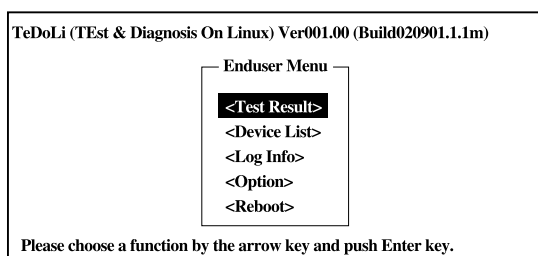 TeDoLi (TEst & Diagnosis On Linux) Ver001.00 (Build020901.1.1m)
Enduser Menu
<Test Result>
<Device List>
<Log Info>
<Option>
<Reboot>
Please choose a function by the arrow key and push Enter key.